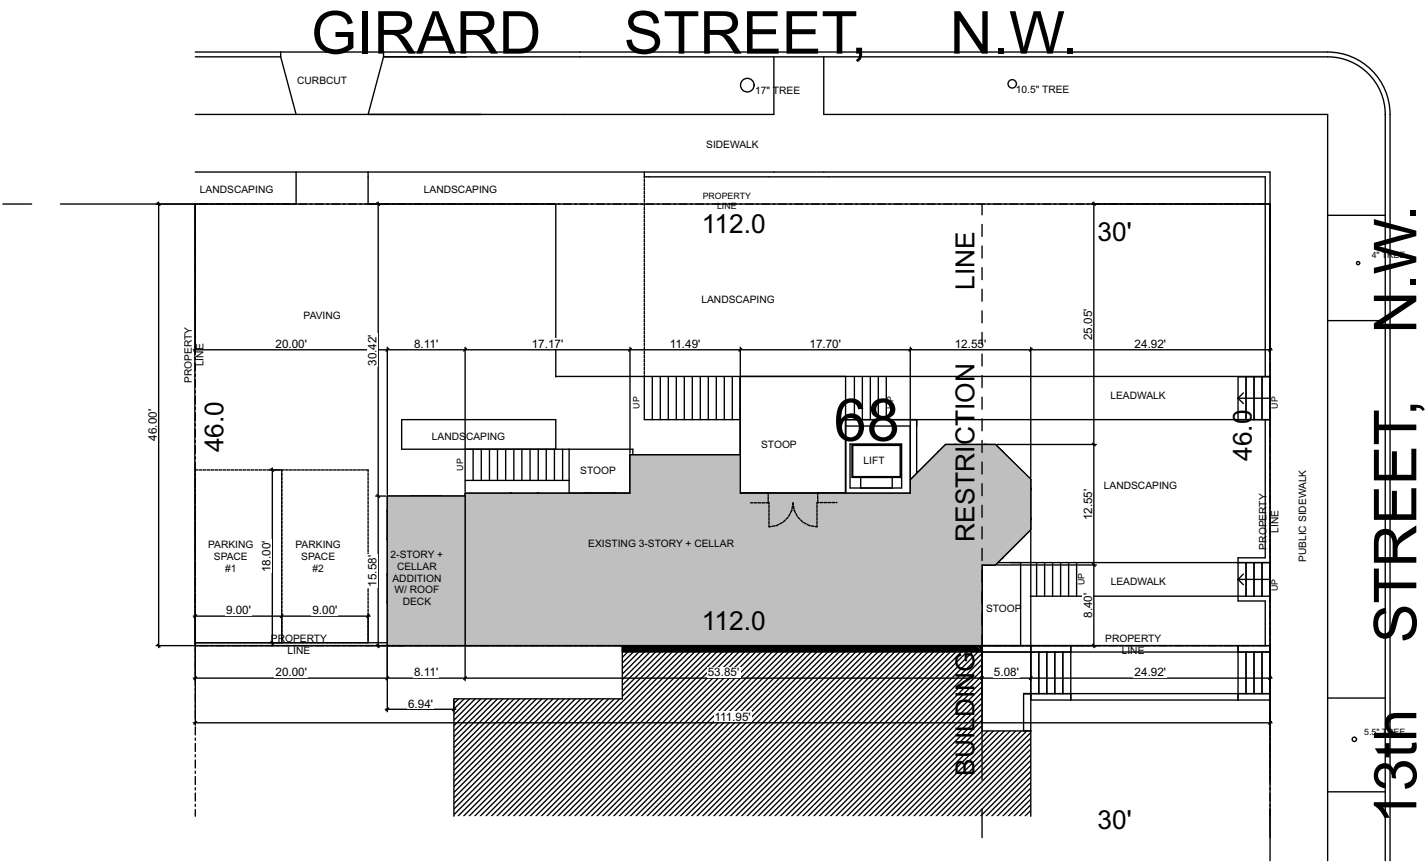 GIRARD STREET, N.W.
CURBCUT
17" TREE
10.5" TREE
SIDEWALK
LANDSCAPING
LANDSCAPING
PROPERTY
LINE
112.0
30'
LINE
4" TREE
N.W.
LANDSCAPING
PAVING
25.05'
PROPERTY
LINE
20.00'
30.42'
8.11'
17.17'
11.49'
17.70'
12.55'
24.92'
46.00'
46.0
UP
UP
68
RESTRICTION
LEADWALK
46.0
UP
LANDSCAPING
STOOP
UP
STOOP
LIFT
LANDSCAPING
12.55'
PROPERTY
LINE
PUBLIC SIDEWALK
STREET,
PARKING
SPACE
#1
18.00'
PARKING
SPACE
#2
15.58'
2-STORY +
CELLAR
ADDITION
W/ ROOF
DECK
EXISTING 3-STORY + CELLAR
UP
LEADWALK
UP
9.00'
9.00'
STOOP
8.40'
112.0
PROPERTY
LINE
PROPERTY
LINE
20.00'
8.11'
53.85'
5.08'
24.92'
BUILDING
6.94'
111.95'
5.5" TREE
13th
30'